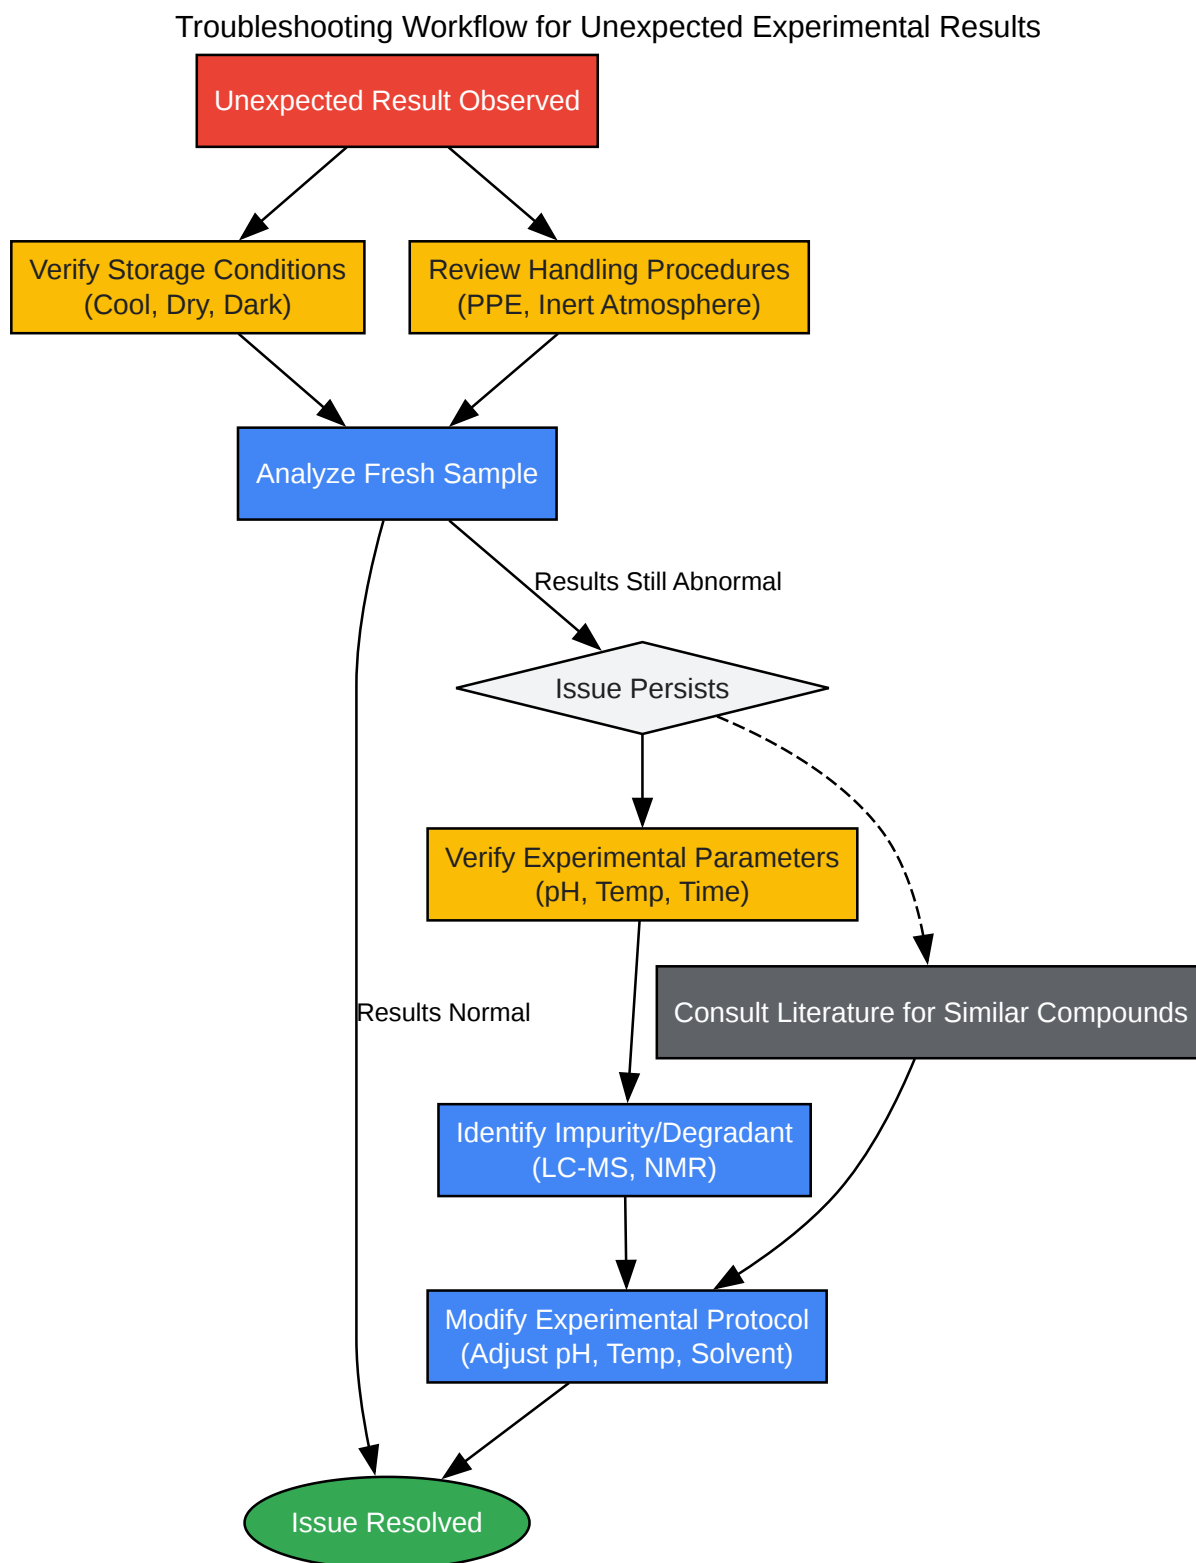 Troubleshooting Workflow for Unexpected Experimental Results
Unexpected Result Observed
Verify Storage Conditions
(Cool, Dry, Dark)
Review Handling Procedures
(PPE, Inert Atmosphere)
Analyze Fresh Sample
Results Still Abnormal
Issue Persists
Verify Experimental Parameters
(pH, Temp, Time)
Results Normal
Consult Literature for Similar Compounds
Identify Impurity/Degradant
(LC-MS, NMR)
Modify Experimental Protocol
(Adjust pH, Temp, Solvent)
Issue Resolved